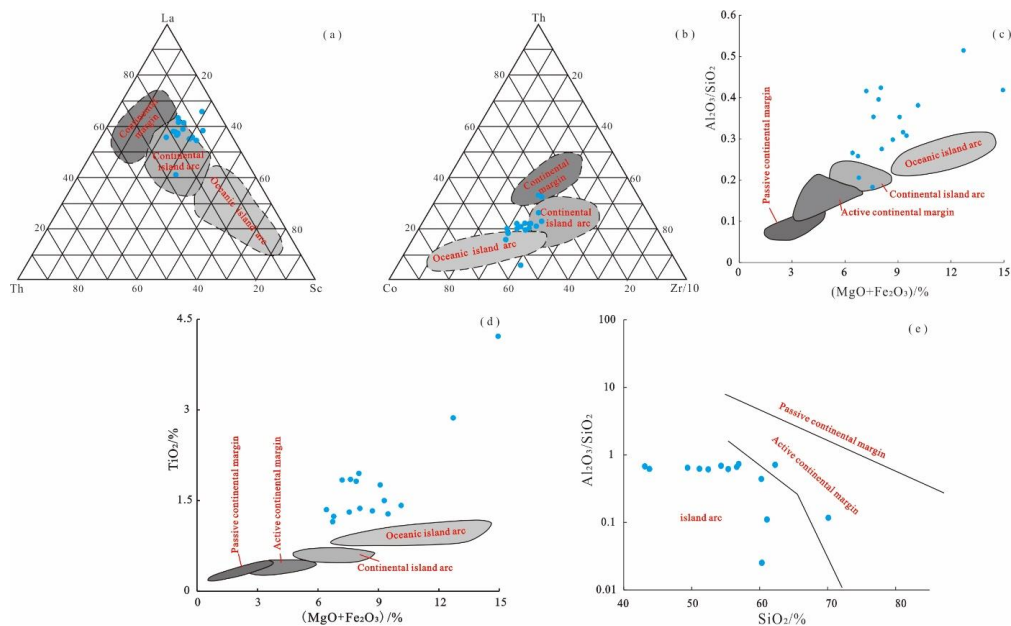 La
( a )
80
20
60
40
40
60
20
80
Th
80
60
40
20
Sc
Continental
margin
Continental
island arc
Oceanic island arc
Th
( b )
80
20
60
40
40
60
20
80
Co
80
60
40
20
Zr/10
Continental
margin
Continental
island arc
Oceanic island arc
( c )
Al₂O₃/SiO₂
0.6
0.5
0.4
0.3
0.2
0.1
0
0
3
6
9
12
15
(MgO+Fe₂O₃)/%
Passive continental margin
Oceanic island arc
Continental island arc
Active continental margin
( d )
TiO₂/%
4.5
3
1.5
0
0
3
6
9
12
15
(MgO+Fe₂O₃)/%
Passive continental margin
Active continental margin
Oceanic island arc
Continental island arc
( e )
Al₂O₃/SiO₂
100
10
1
0.1
0.01
40
50
60
70
80
SiO₂/%
Passive continental margin
Active continental margin
island arc